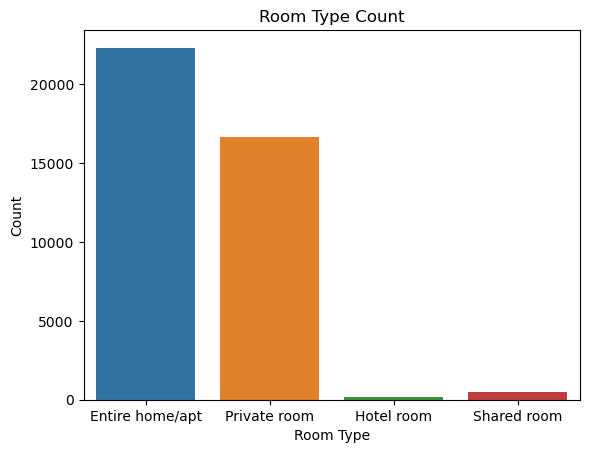 Room Type Count
Count
20000
15000
10000
5000
0
Entire home/apt Private room Hotel room Shared room
Room Type